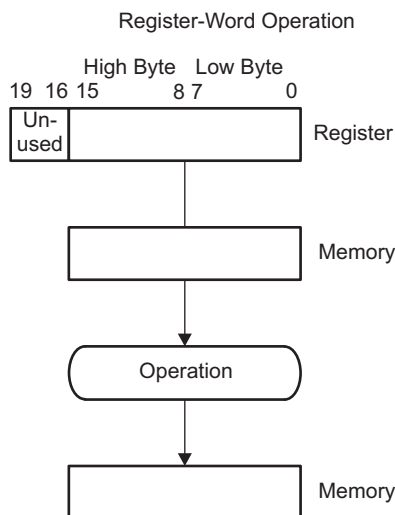 Register-Word Operation
High Byte Low Byte
19 16 15 8 7 0
Un-
used
Register
Memory
Operation
Memory